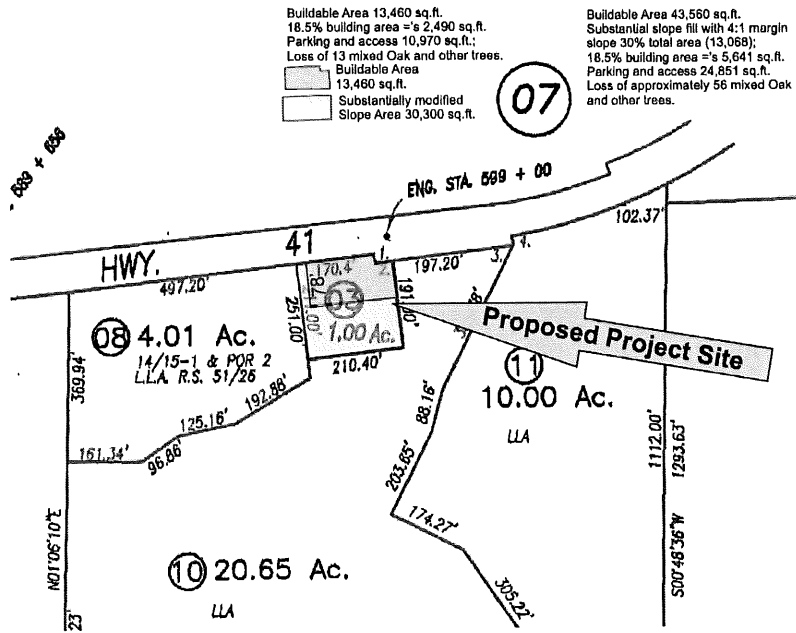 Buildable Area 13,460 sq.ft.
18.5% building area ='s 2,490 sq.ft.
Parking and access 10,970 sq.ft.;
Loss of 13 mixed Oak and other trees.
Buildable Area
13,460 sq.ft.
Substantially modified
Slope Area 30,300 sq.ft.
07
Buildable Area 43,560 sq.ft.
Substantial slope fill with 4:1 margin
slope 30% total area (13,068);
18.5% building area ='s 5,641 sq.ft.
Parking and access 24,851 sq.ft.
Loss of approximately 56 mixed Oak
and other trees.
ENG. STA. 599 + 00
HWY.
41
102.37'
497.20'
170.4'
1.
2.
197.20'
3.
4.
178'
251.00
03
1.00 Ac.
210.40'
Proposed Project Site
08 4.01 Ac.
14/15-1 & POR 2
L.L.A. R.S. 51/26
369.94'
192.88'
125.16'
96.86'
161.34'
88.16'
203.85'
174.27'
305.22'
11
10.00 Ac.
LLA
1112.00'
1293.63'
S00°48'36"W
N01°06'10"E
23'
10 20.65 Ac.
LLA